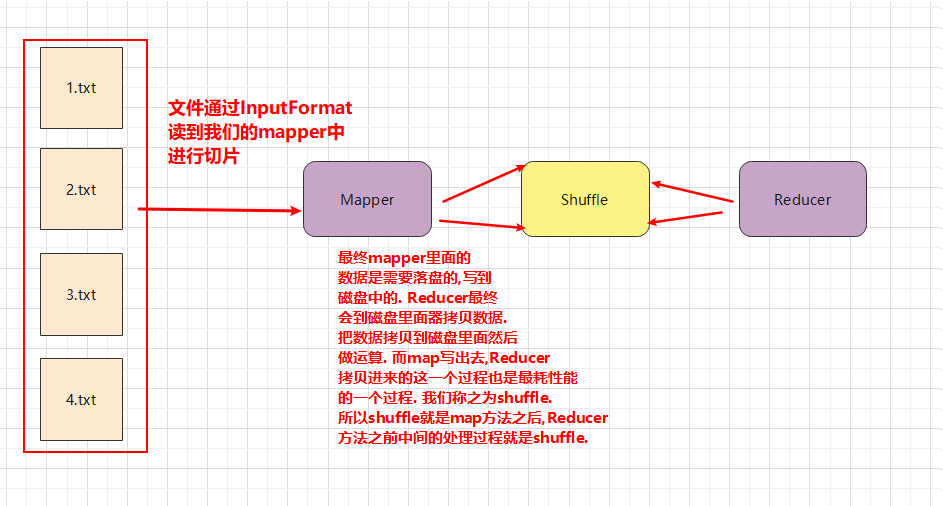 1.txt
2.txt
3.txt
4.txt
文件通过InputFormat
读到我们的mapper中
进行切片
Mapper
Shuffle
Reducer
最终mapper里面的
数据是需要落盘的,写到
磁盘中的. Reducer最终
会到磁盘里面器拷贝数据.
把数据拷贝到磁盘里面然后
做运算. 而map写出去,Reducer
拷贝进来的这一个过程也是最耗性能
的一个过程. 我们称之为shuffle.
所以shuffle就是map方法之后,Reducer
方法之前中间的处理过程就是shuffle.